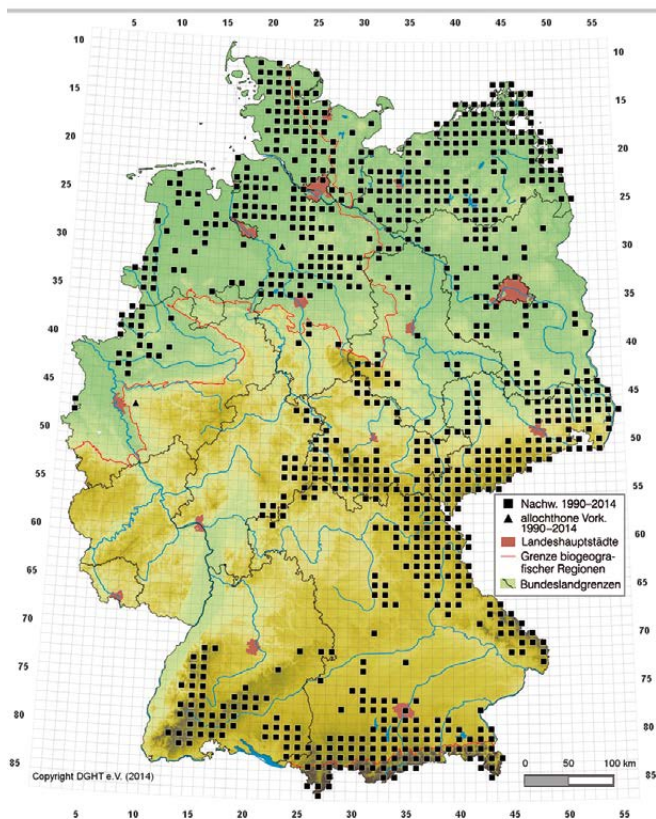 5 10 15 20 25 30 35 40 45 50 55
10 10
15 15
20 20
25 25
30 30
35 35
40 40
45 45
50 50
55 55
60 60
65 65
70 70
75 75
80 80
85 85
Nachw. 1990–2014
allochthone Vork.
1990–2014
Landeshauptstädte
Grenze biogeogra-
fischer Regionen
Bundeslandgrenzen
0 50 100 km
Copyright DGHT e.V. (2014)
5 10 15 20 25 30 35 40 45 50 55